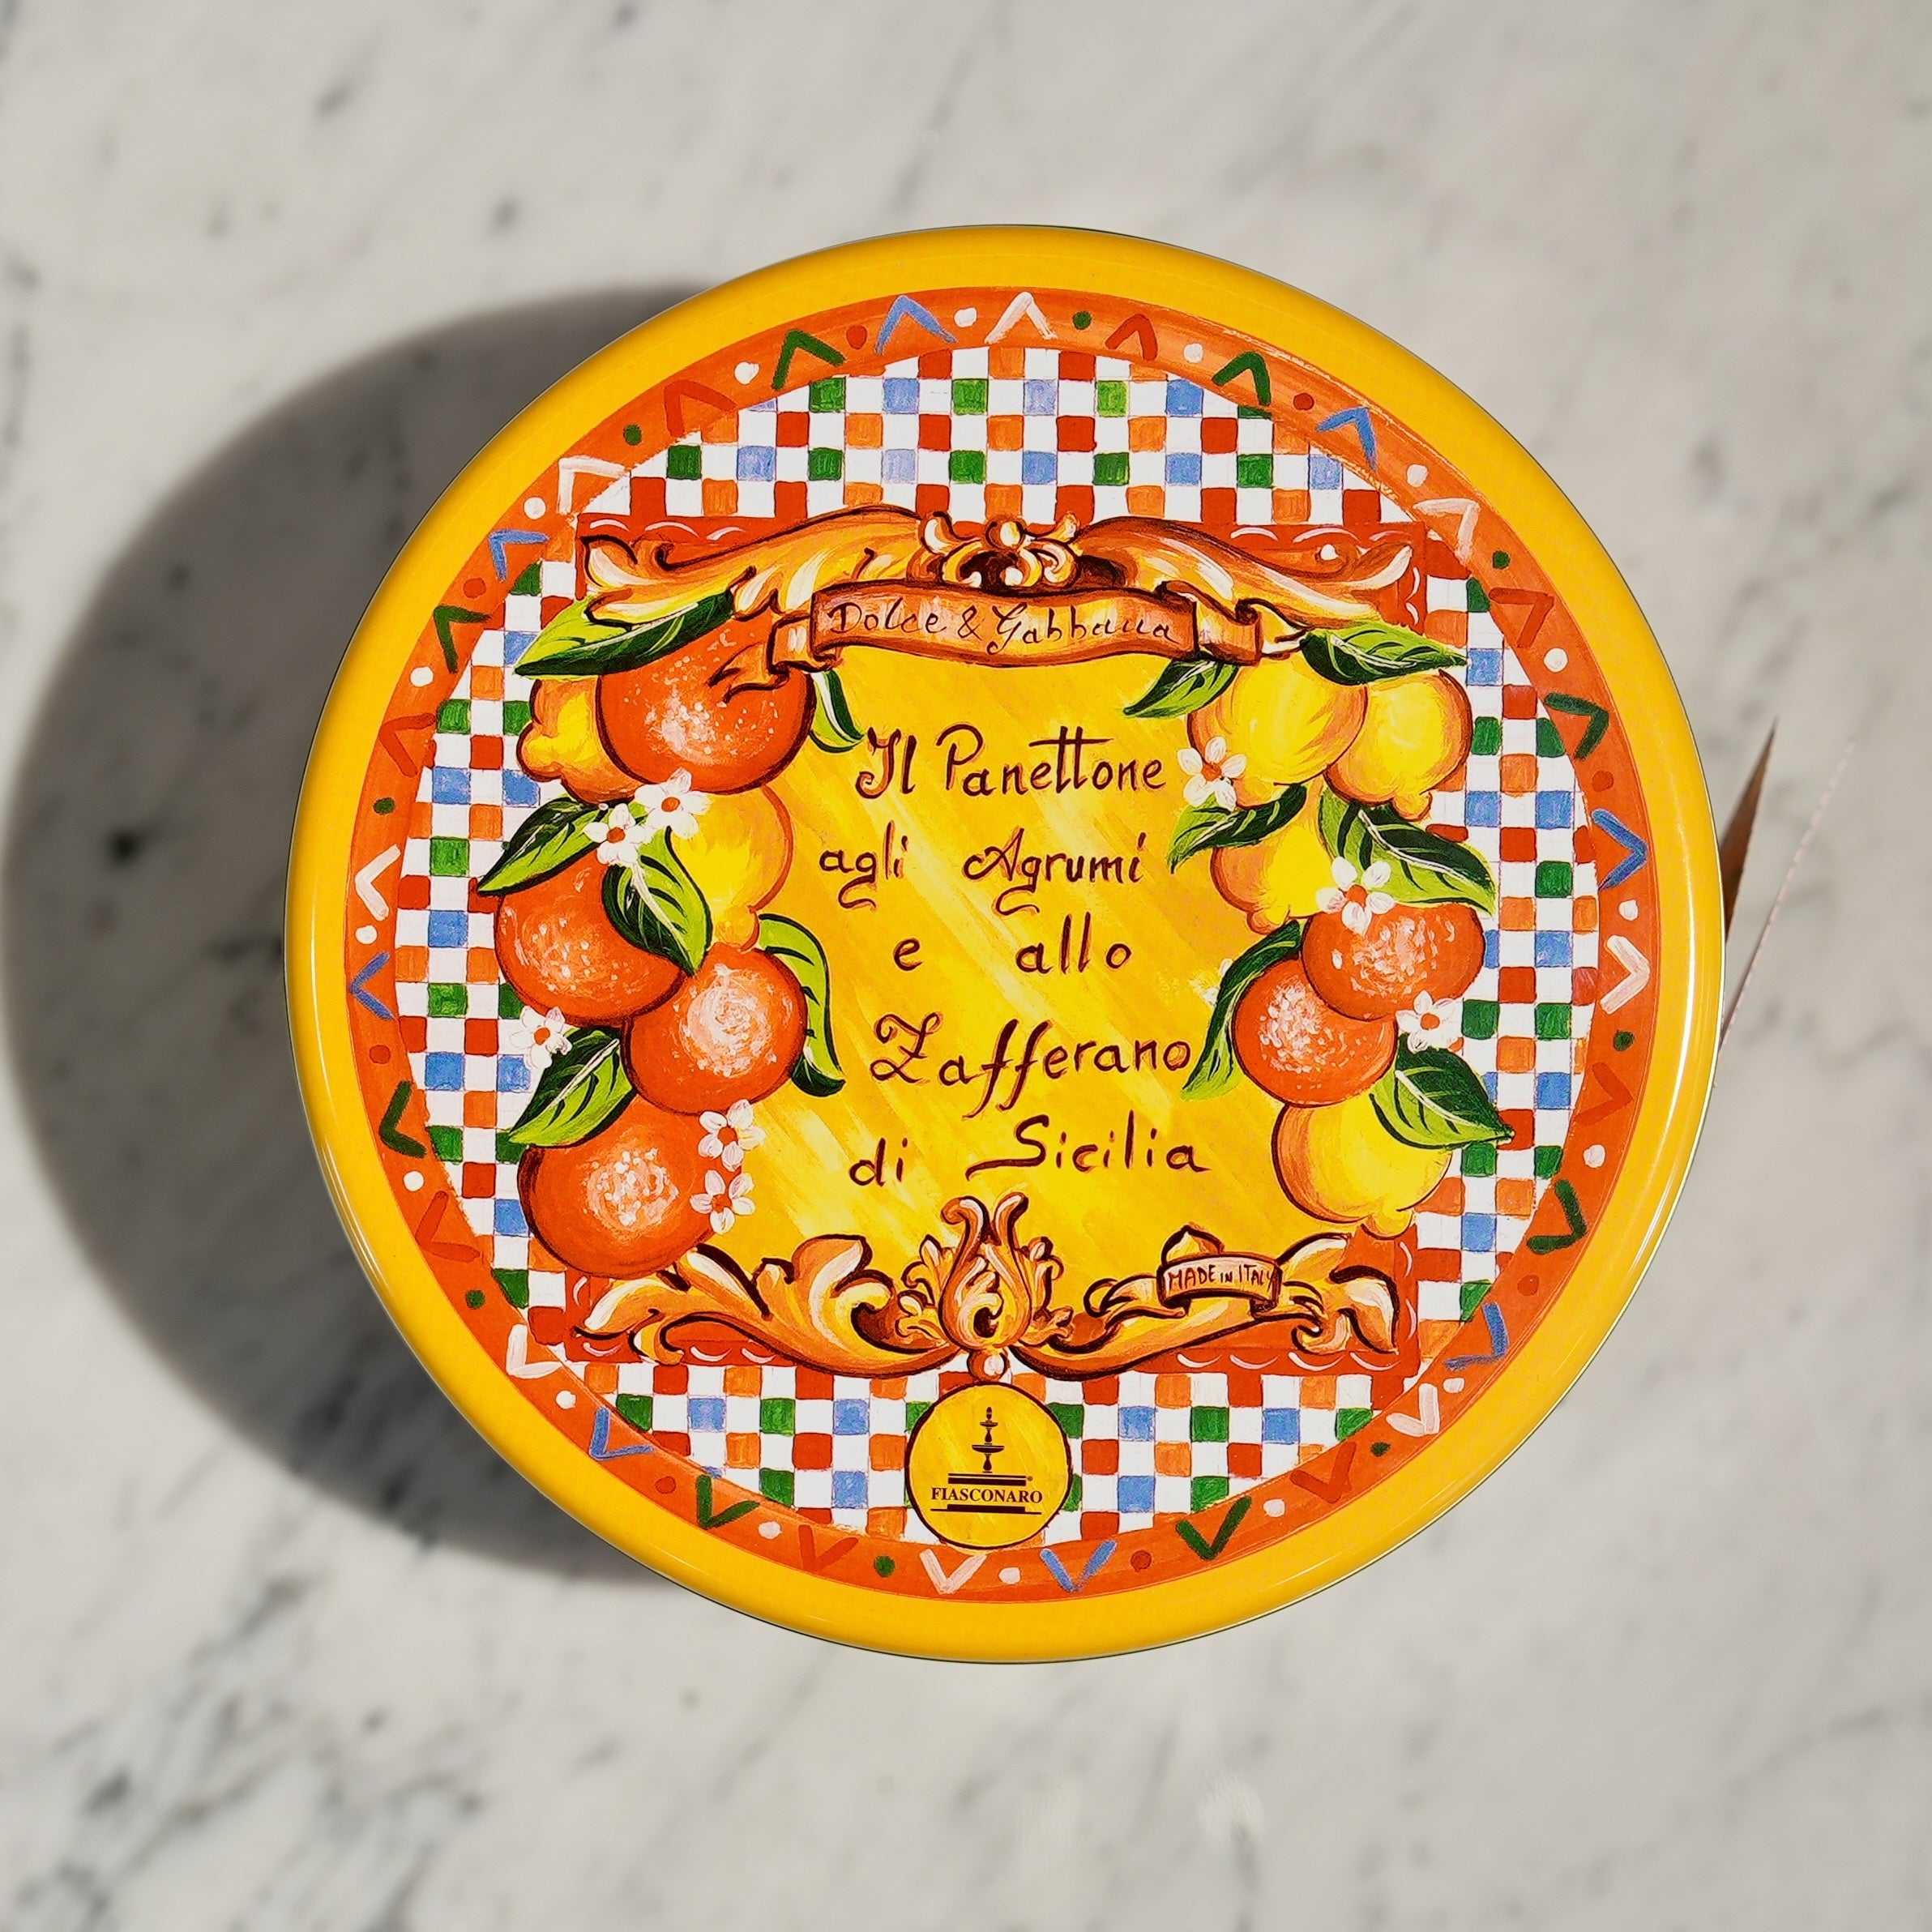 Dolce & Gabbana
Il Panettone
agli Agrumi
e allo
Zafferano
di Sicilia
MADE IN ITALY
FIASCONARO